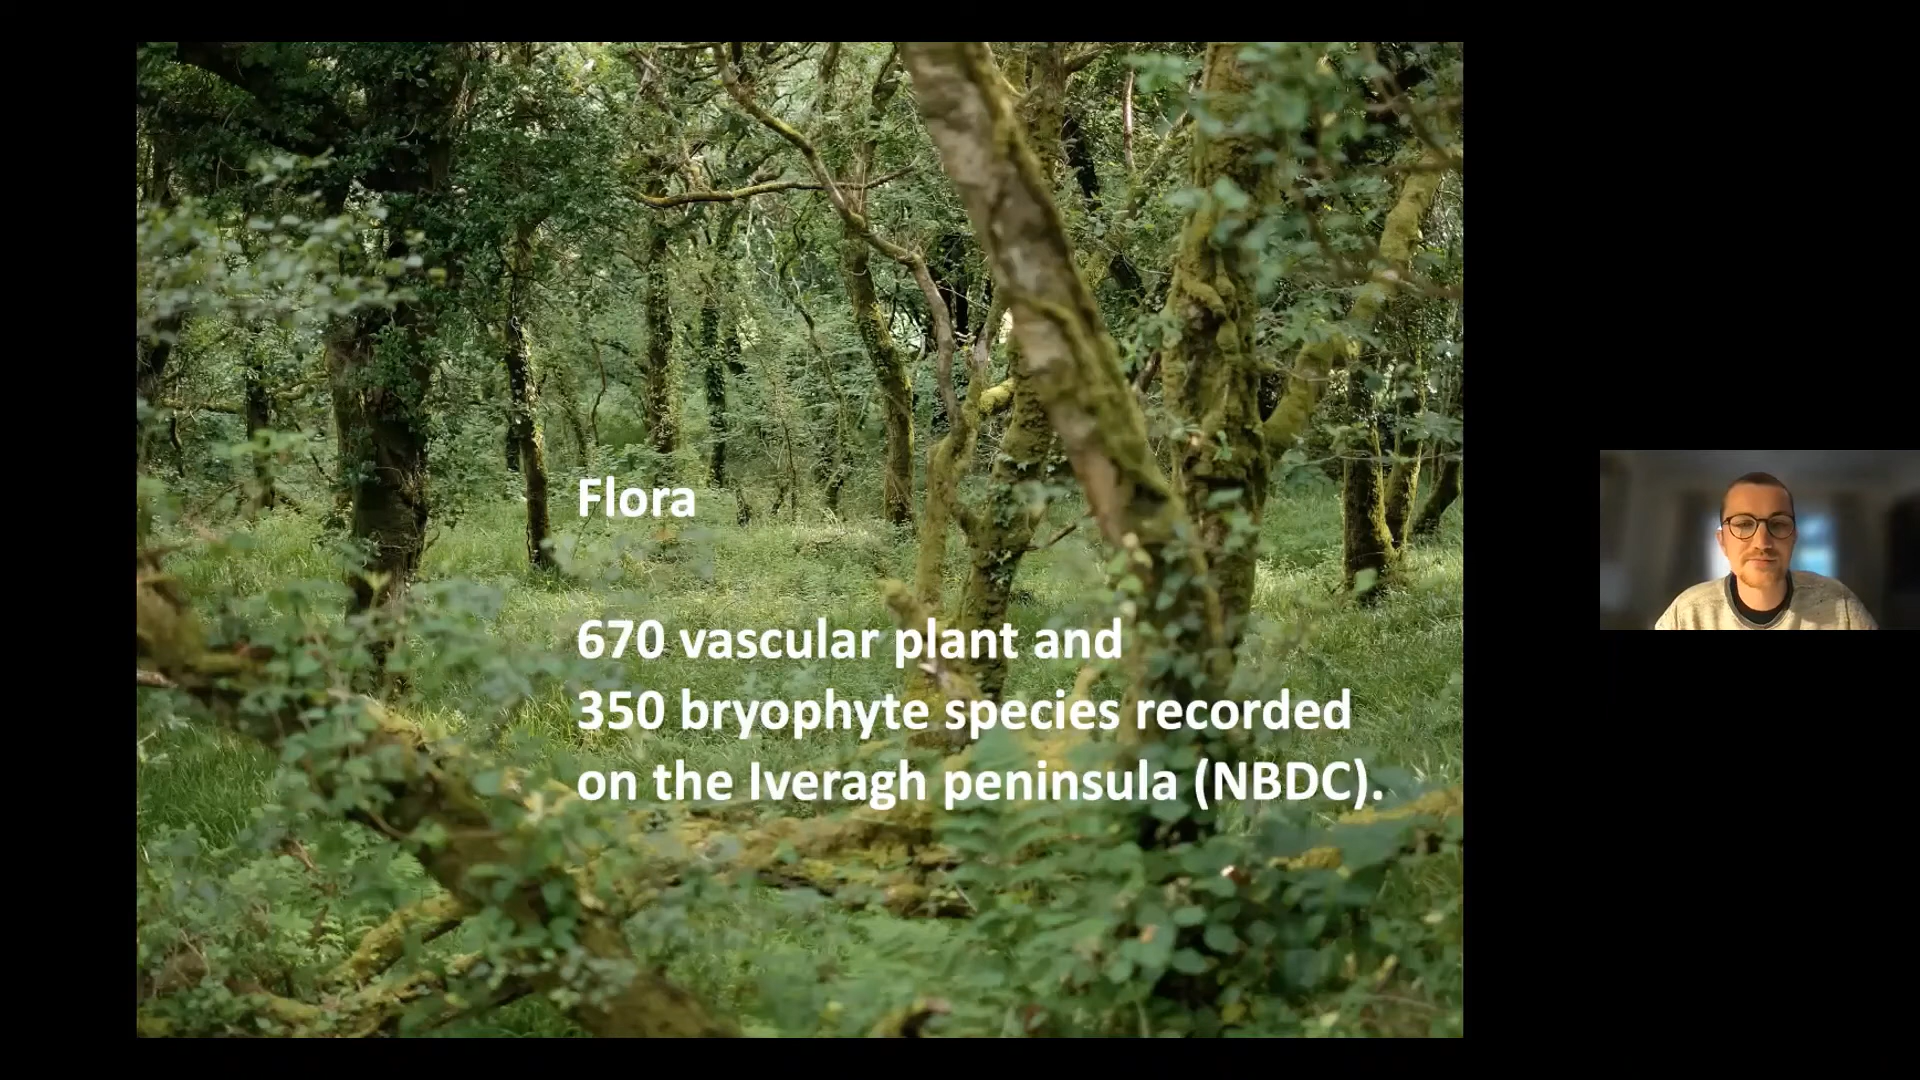 Flora
670 vascular plant and
350 bryophyte species recorded
on the Iveragh peninsula (NBDC).